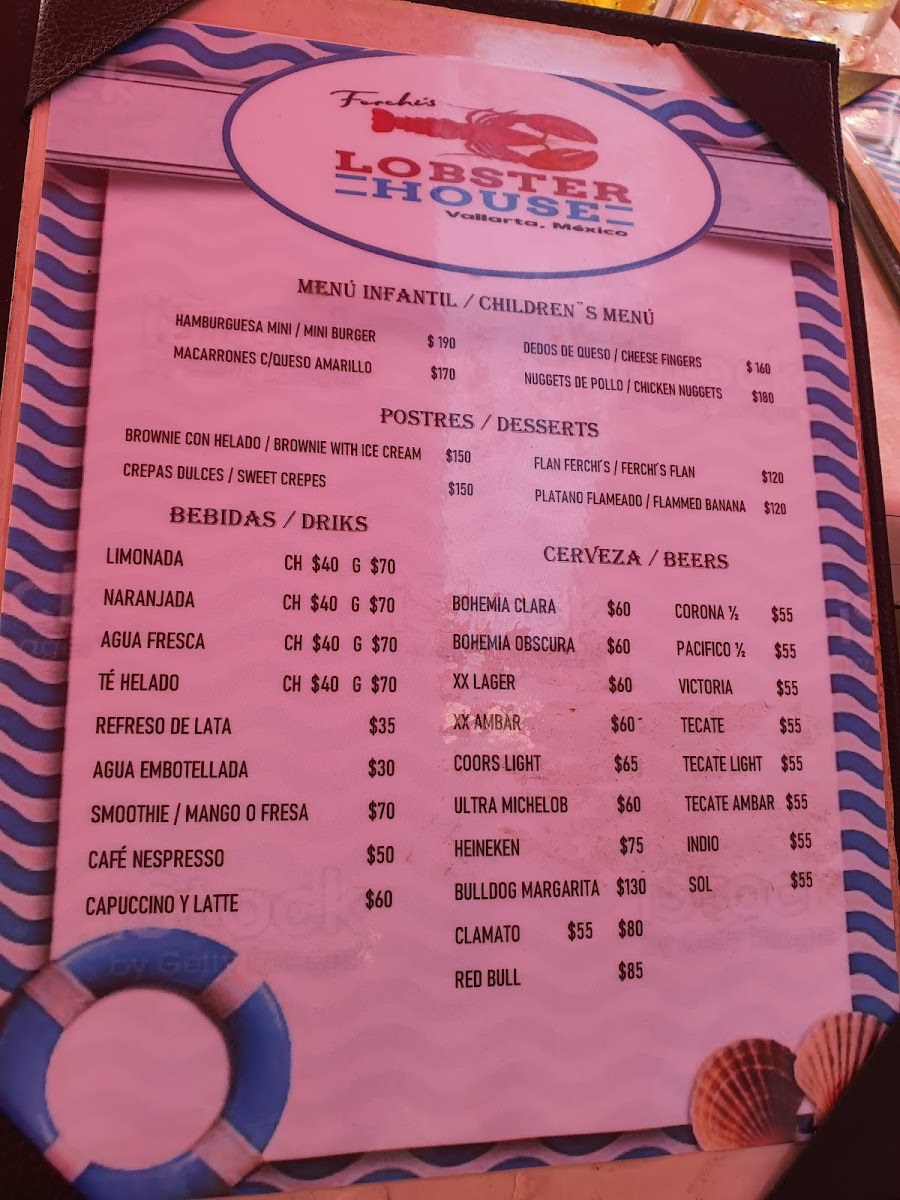 Ferchi's
LOBSTER
HOUSE
Vallarta, México
MENÚ INFANTIL / CHILDREN¨S MENÚ
HAMBURGUESA MINI / MINI BURGER $ 190
MACARRONES C/QUESO AMARILLO $170
DEDOS DE QUESO / CHEESE FINGERS $ 160
NUGGETS DE POLLO / CHICKEN NUGGETS $180
POSTRES / DESSERTS
BROWNIE CON HELADO / BROWNIE WITH ICE CREAM $150
CREPAS DULCES / SWEET CREPES $150
FLAN FERCHI'S / FERCHI'S FLAN $120
PLATANO FLAMEADO / FLAMMED BANANA $120
BEBIDAS / DRIKS
LIMONADA CH $40 G $70
NARANJADA CH $40 G $70
AGUA FRESCA CH $40 G $70
TÉ HELADO CH $40 G $70
REFRESO DE LATA $35
AGUA EMBOTELLADA $30
SMOOTHIE / MANGO O FRESA $70
CAFÉ NESPRESSO $50
CAPUCCINO Y LATTE $60
CERVEZA / BEERS
BOHEMIA CLARA $60
BOHEMIA OBSCURA $60
XX LAGER $60
XX AMBAR $60
COORS LIGHT $65
ULTRA MICHELOB $60
HEINEKEN $75
BULLDOG MARGARITA $130
CLAMATO $55 $80
RED BULL $85
CORONA ½ $55
PACIFICO ½ $55
VICTORIA $55
TECATE $55
TECATE LIGHT $55
TECATE AMBAR $55
INDIO $55
SOL $55
iStock